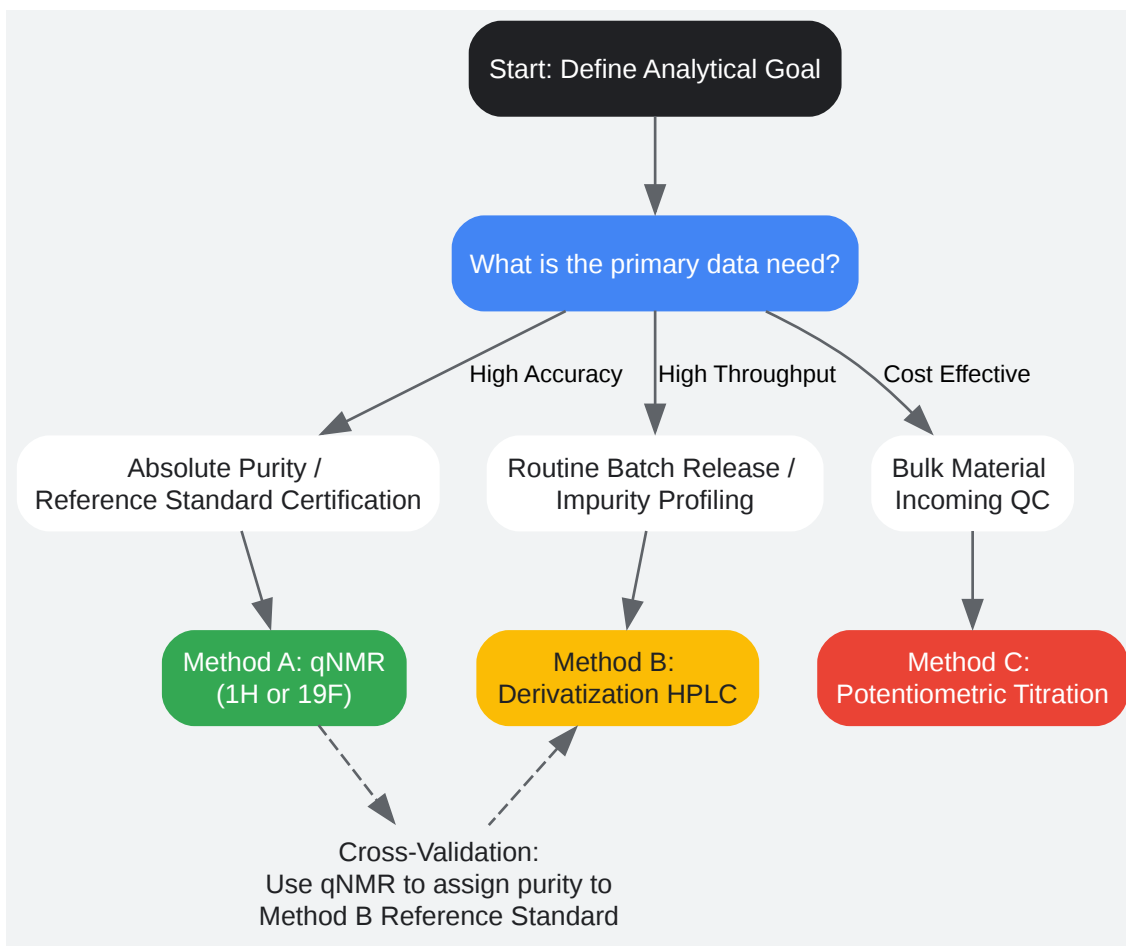 Start: Define Analytical Goal
What is the primary data need?
High Accuracy
High Throughput
Cost Effective
Absolute Purity /
Reference Standard Certification
Routine Batch Release /
Impurity Profiling
Bulk Material
Incoming QC
Method A: qNMR
(1H or 19F)
Method B:
Derivatization HPLC
Method C:
Potentiometric Titration
Cross-Validation:
Use qNMR to assign purity to
Method B Reference Standard